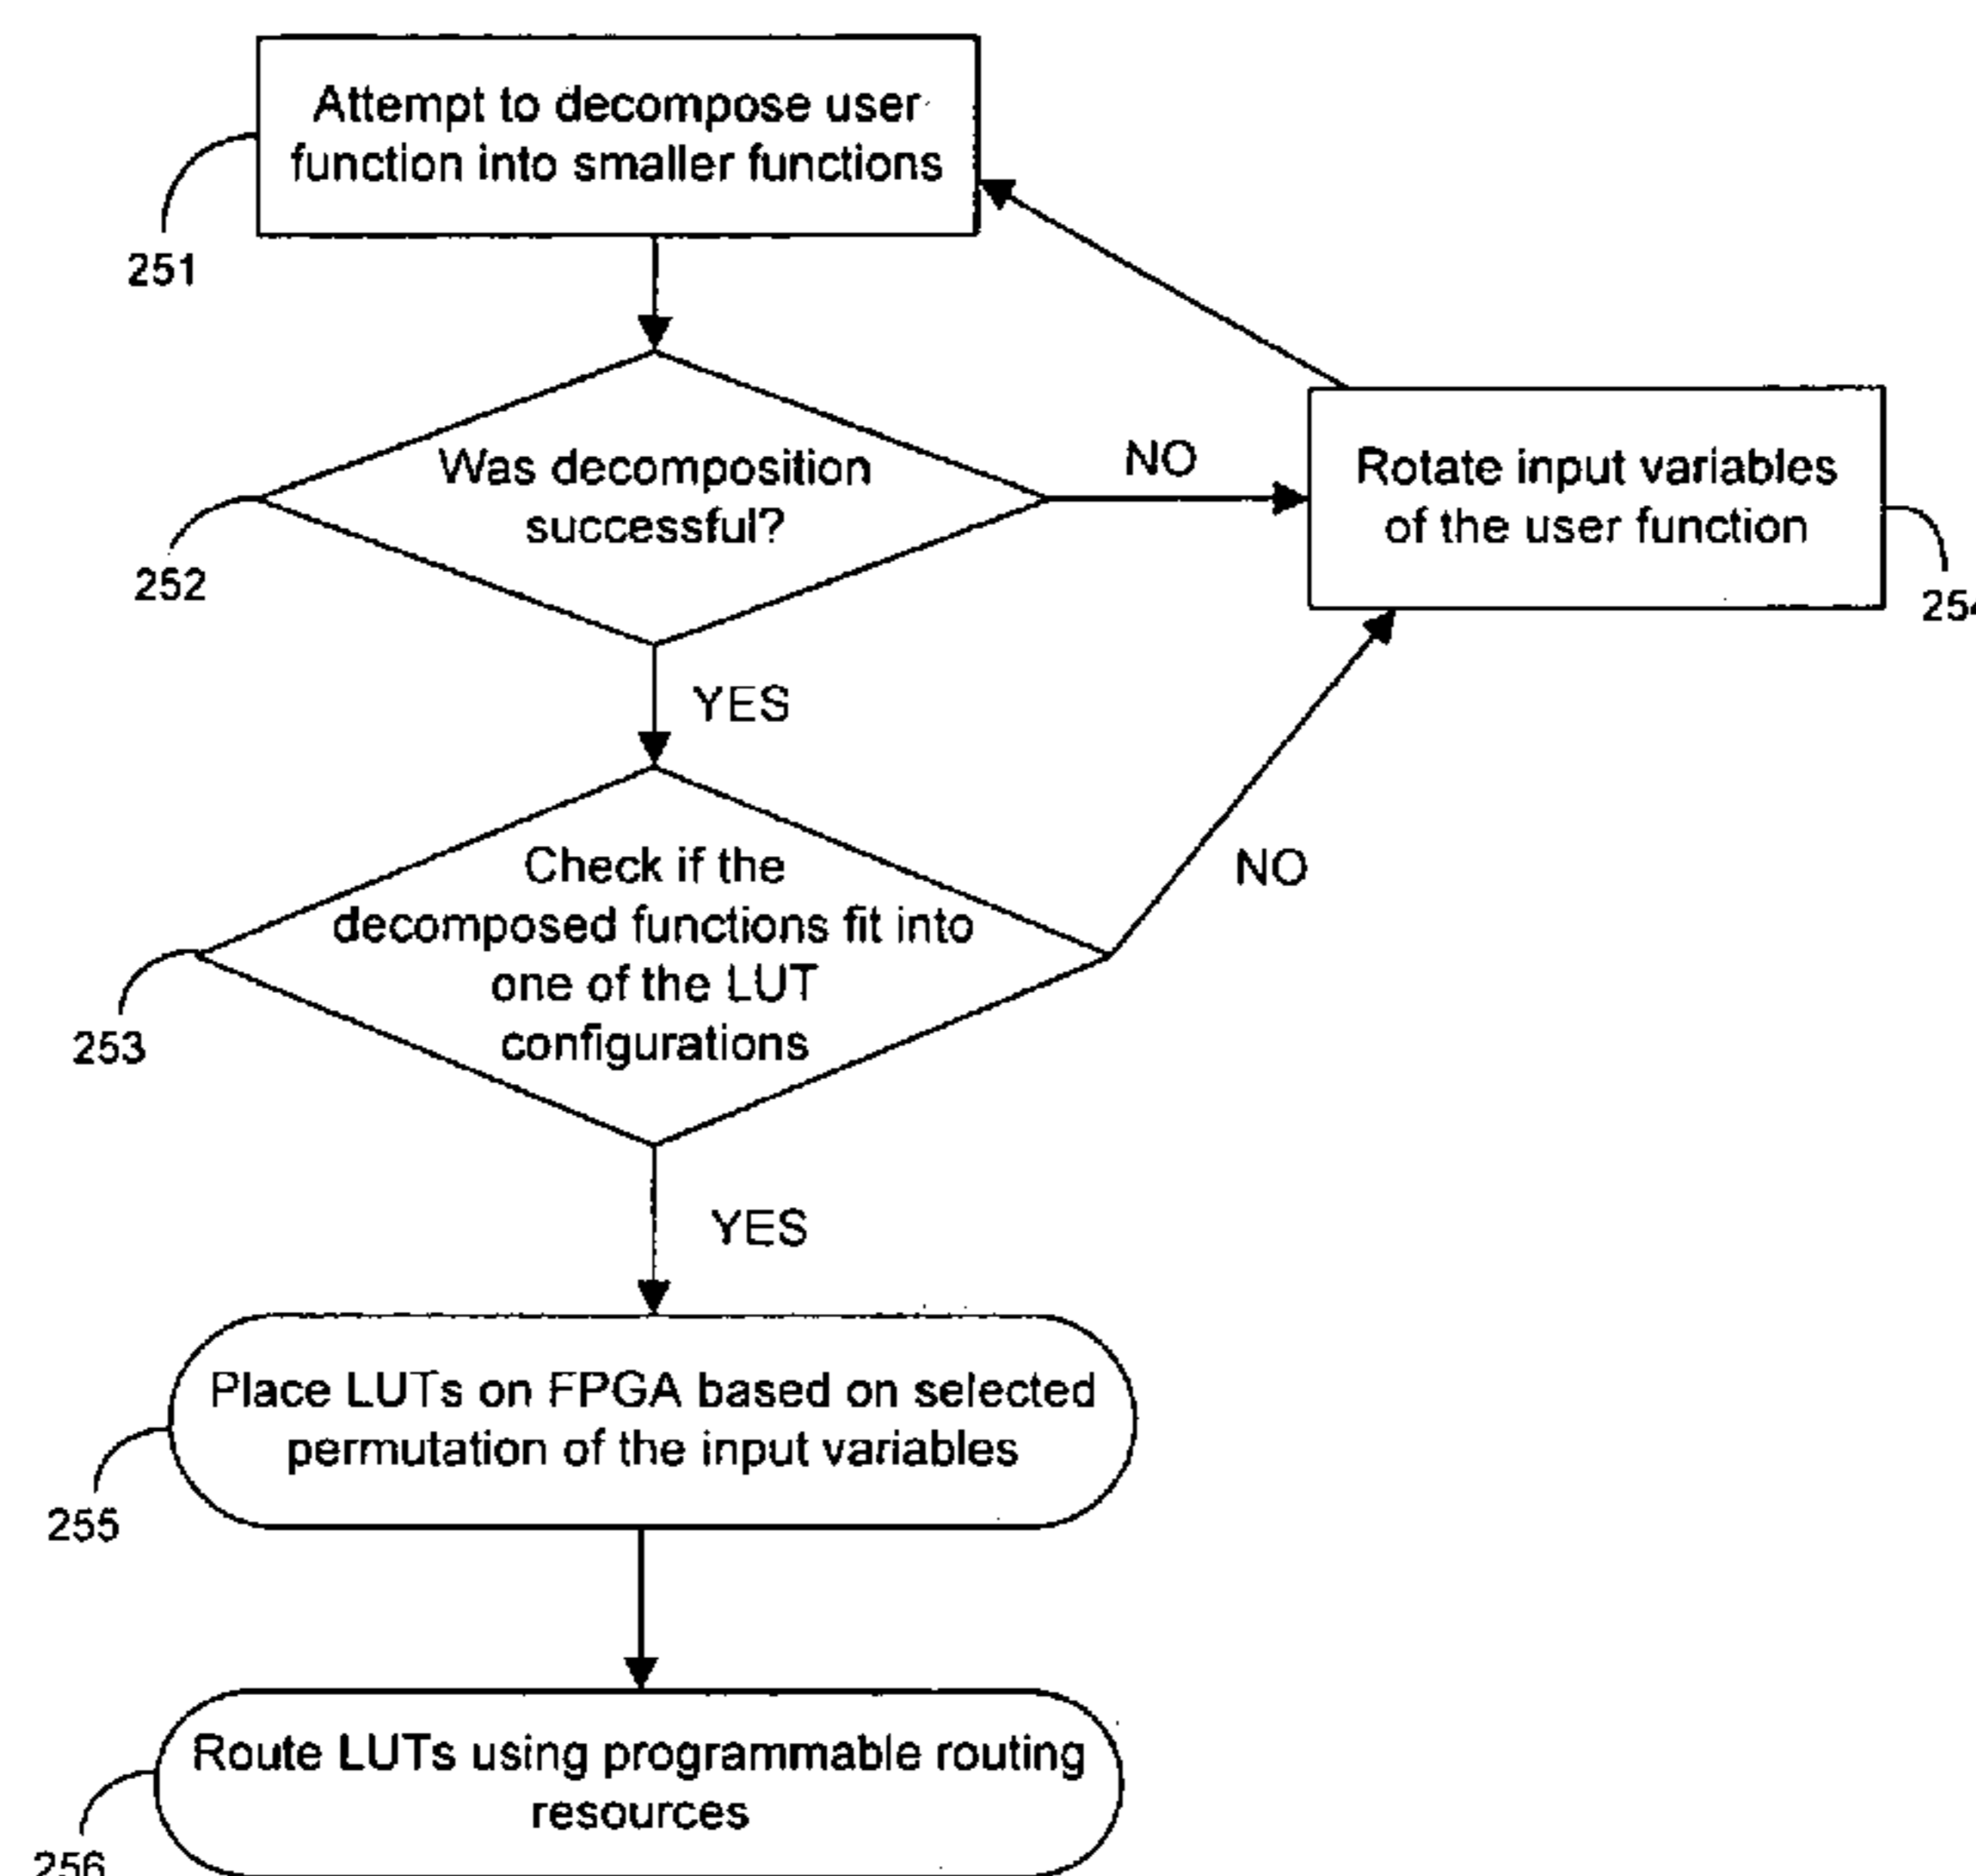 Attempt to decompose user
function into smaller functions
251
Was decomposition
successful?
252
NO
Rotate input variables
of the user function
254
YES
Check if the
decomposed functions fit into
one of the LUT
configurations
253
NO
YES
Place LUTs on FPGA based on selected
permutation of the input variables
255
Route LUTs using programmable routing
resources
256